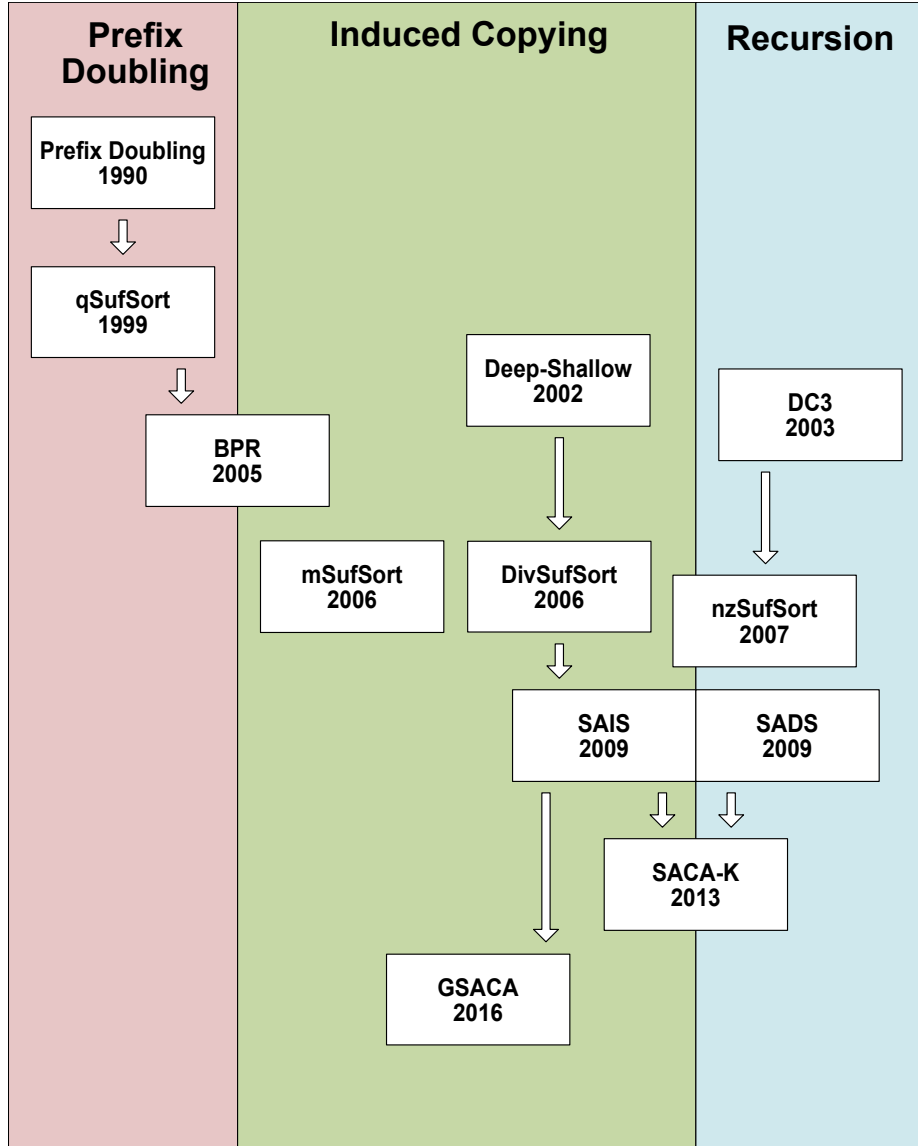 Prefix
Doubling
Induced Copying
Recursion
Prefix Doubling
1990
qSufSort
1999
Deep-Shallow
2002
DC3
2003
BPR
2005
mSufSort
2006
DivSufSort
2006
nzSufSort
2007
SAIS
2009
SADS
2009
SACA-K
2013
GSACA
2016